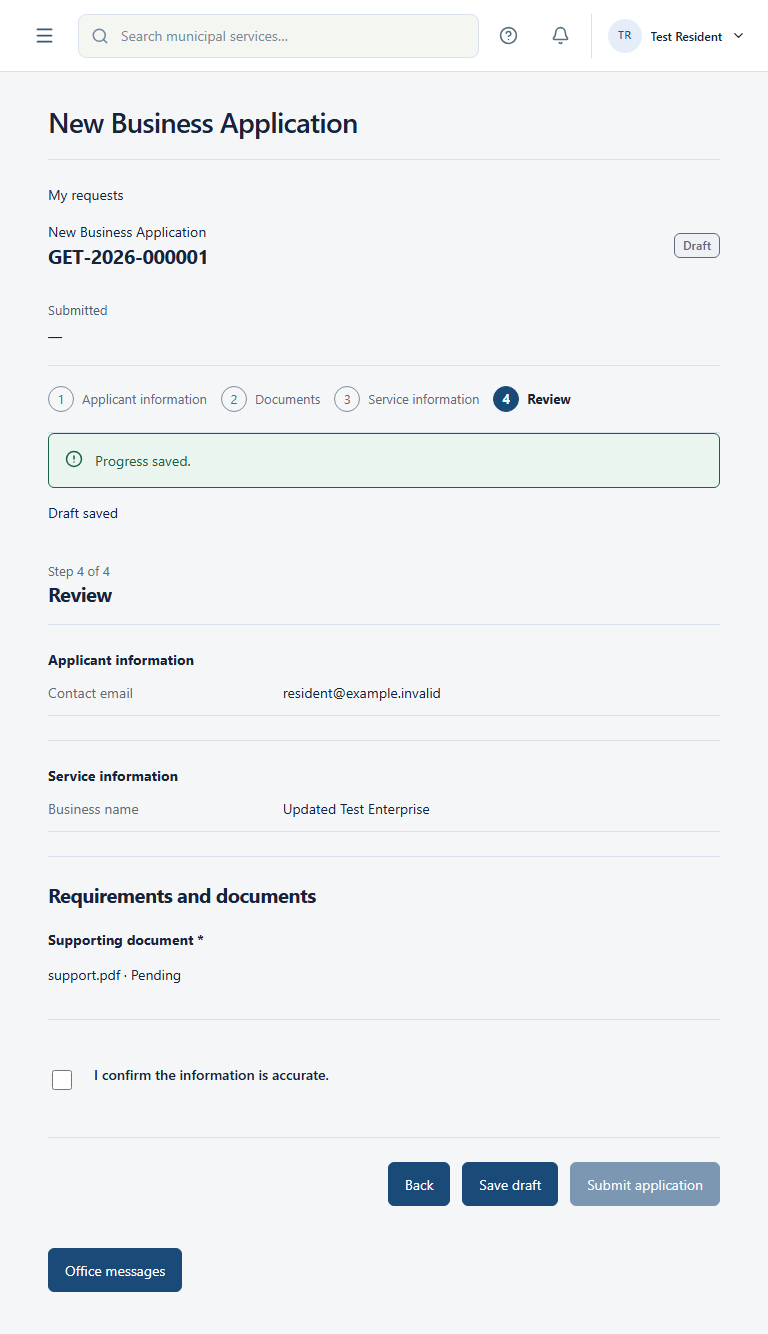 Search municipal services...
TR
Test Resident
New Business Application
My requests
New Business Application
GET-2026-000001
Draft
Submitted
—
1 Applicant information 2 Documents 3 Service information 4 Review
Progress saved.
Draft saved
Step 4 of 4
Review
Applicant information
Contact email resident@example.invalid
Service information
Business name Updated Test Enterprise
Requirements and documents
Supporting document *
support.pdf · Pending
I confirm the information is accurate.
Back Save draft Submit application
Office messages